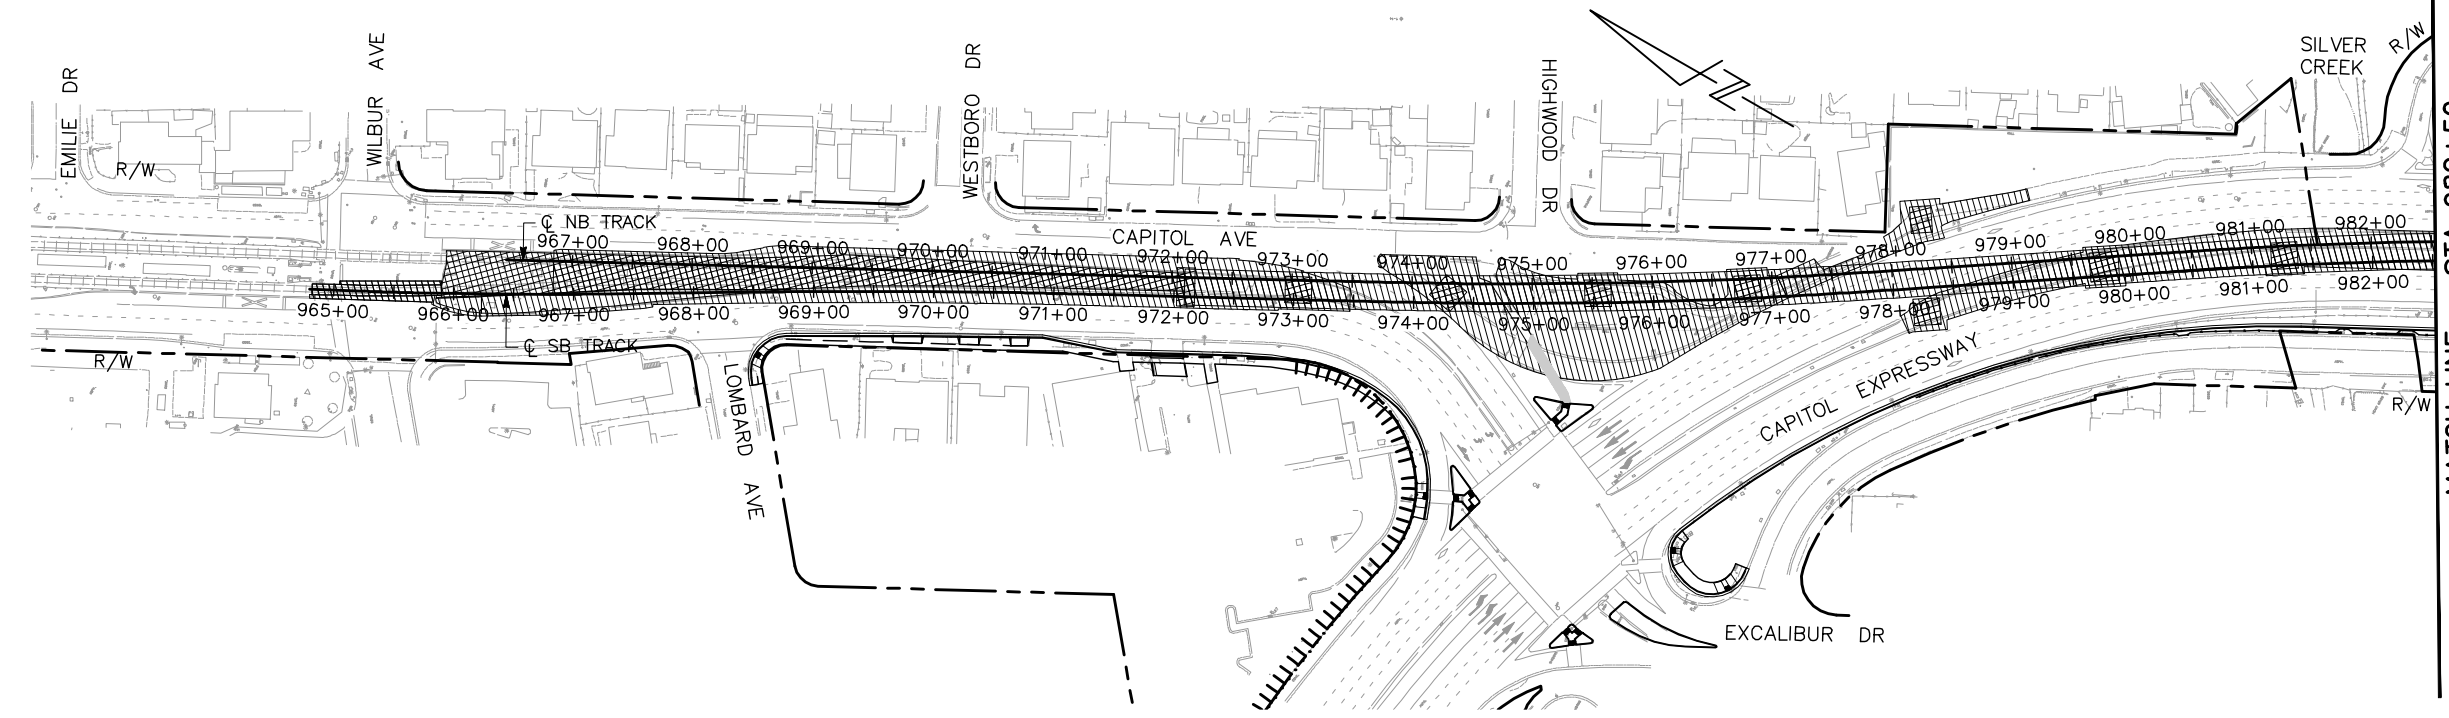 EMILIE DR
WILBUR AVE
WESTBORO DR
HIGHWOOD DR
SILVER
CREEK
R/W
R/W
℄ NB TRACK
CAPITOL AVE
967+00
968+00
969+00
970+00
971+00
972+00
973+00
974+00
975+00
976+00
977+00
978+00
979+00
980+00
981+00
982+00
965+00
966+00
967+00
968+00
969+00
970+00
971+00
972+00
973+00
974+00
975+00
976+00
977+00
978+00
979+00
980+00
981+00
982+00
℄ SB TRACK
R/W
LOMBARD AVE
CAPITOL EXPRESSWAY
R/W
EXCALIBUR DR